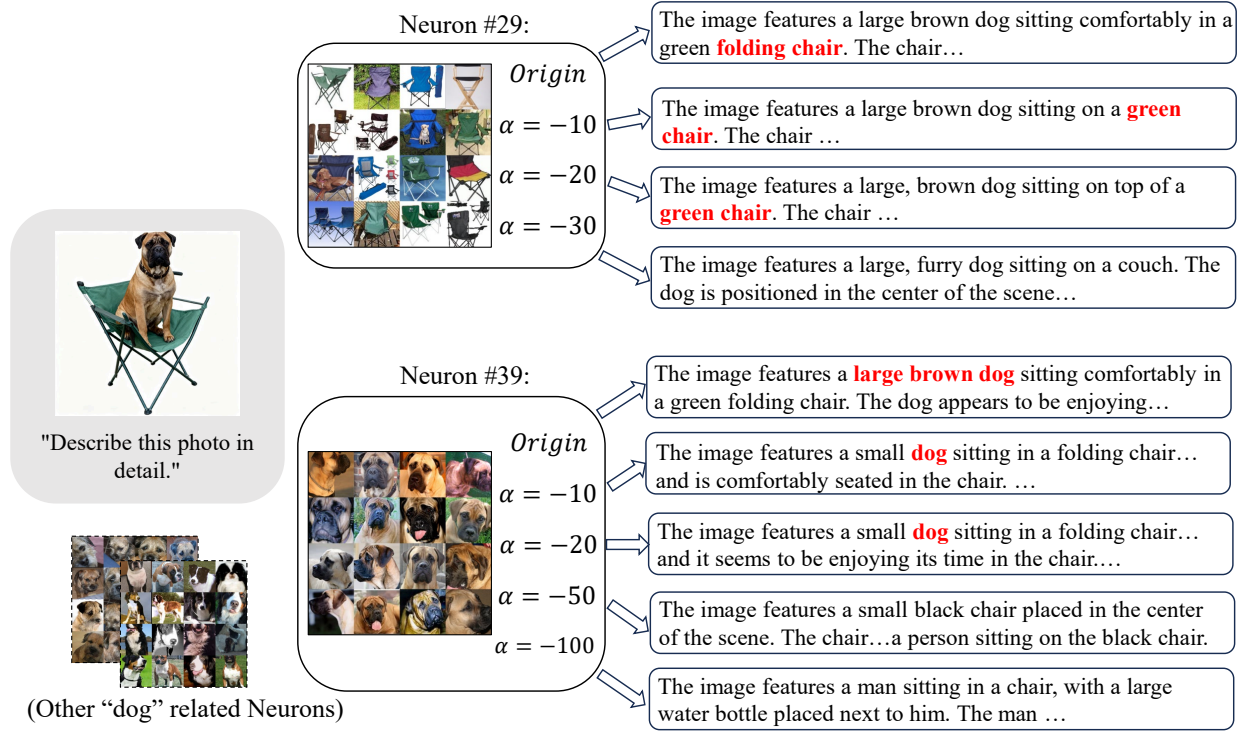 Neuron #29:
Origin
α = −10
α = −20
α = −30
The image features a large brown dog sitting comfortably in a
green folding chair. The chair…
The image features a large brown dog sitting on a green
chair. The chair …
The image features a large, brown dog sitting on top of a
green chair. The chair …
The image features a large, furry dog sitting on a couch. The
dog is positioned in the center of the scene…
"Describe this photo in
detail."
(Other “dog” related Neurons)
Neuron #39:
Origin
α = −10
α = −20
α = −50
α = −100
The image features a large brown dog sitting comfortably in
a green folding chair. The dog appears to be enjoying…
The image features a small dog sitting in a folding chair…
and is comfortably seated in the chair. …
The image features a small dog sitting in a folding chair…
and it seems to be enjoying its time in the chair.…
The image features a small black chair placed in the center
of the scene. The chair…a person sitting on the black chair.
The image features a man sitting in a chair, with a large
water bottle placed next to him. The man …